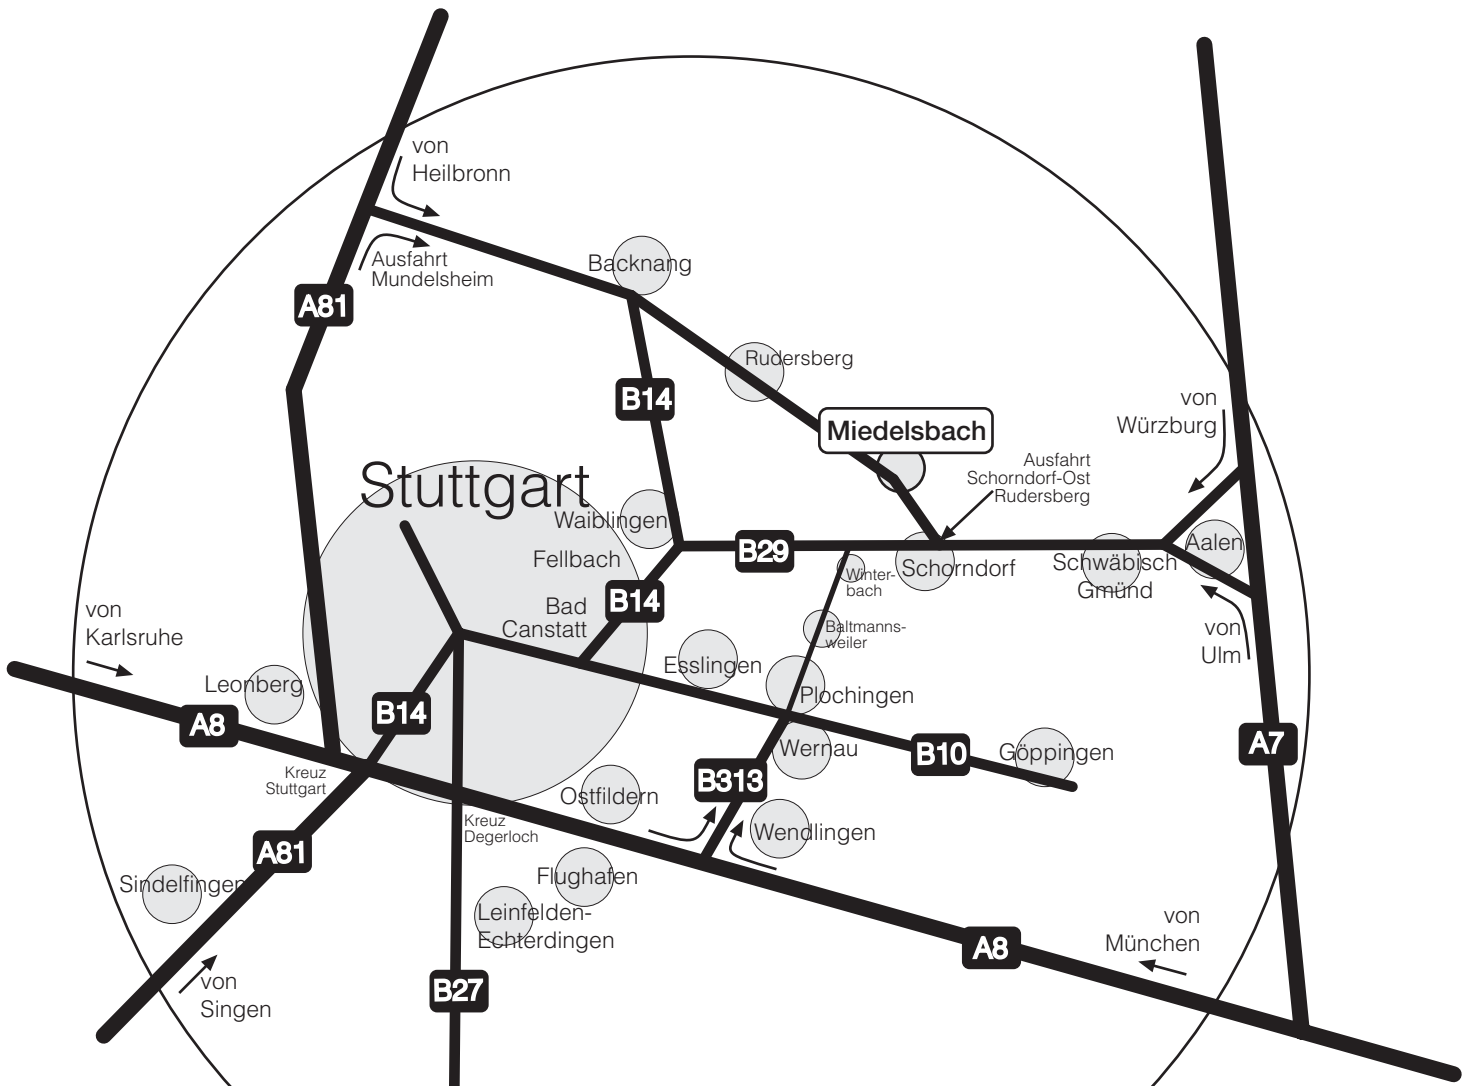 von
Heilbronn
Ausfahrt
Mundelsheim
A81
Backnang
Rudersberg
B14
Miedelsbach
von
Würzburg
Ausfahrt
Schorndorf-Ost
Rudersberg
Stuttgart
Waiblingen
Fellbach
B29
Winter-
bach
Schorndorf
Schwäbisch
Gmünd
Aalen
B14
Bad
Canstatt
Baltmanns-
weiler
von
Ulm
von
Karlsruhe
Leonberg
A8
B14
Esslingen
Plochingen
Wernau
B10
Göppingen
A7
Kreuz
Stuttgart
B313
Ostfildern
Kreuz
Degerloch
Wendlingen
A81
Sindelfingen
Flughafen
Leinfelden-
Echterdingen
A8
von
München
von
Singen
B27